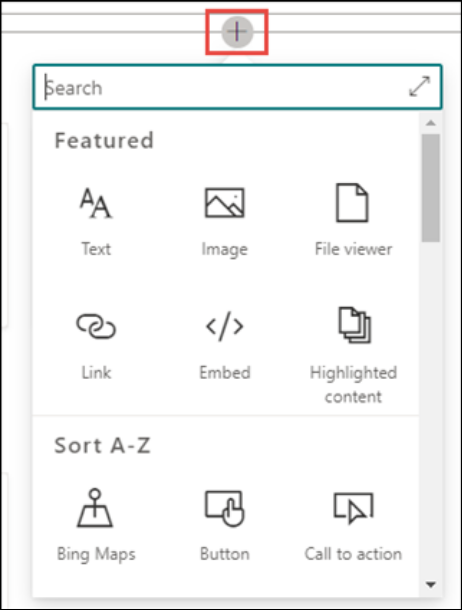 Search
Featured
Text Image File viewer
Link Embed Highlighted
content
Sort A-Z
Bing Maps Button Call to action